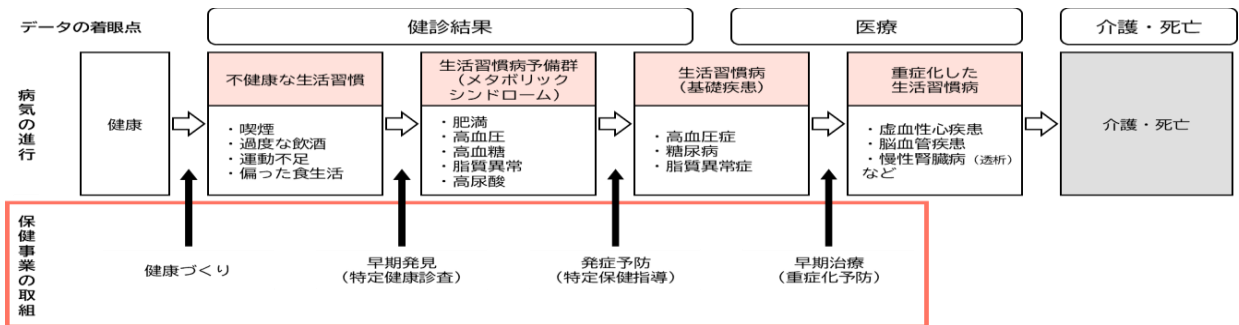 データの着眼点
健診結果
医療
介護・死亡
病気の進行
健康
不健康な生活習慣
・喫煙
・過度な飲酒
・運動不足
・偏った食生活
生活習慣病予備群
(メタボリック
シンドローム)
・肥満
・高血圧
・高血糖
・脂質異常
・高尿酸
生活習慣病
(基礎疾患)
・高血圧症
・糖尿病
・脂質異常症
重症化した
生活習慣病
・虚血性心疾患
・脳血管疾患
・慢性腎臓病（透析）
など
介護・死亡
保健事業の取組
健康づくり
早期発見
(特定健康診査)
発症予防
(特定保健指導)
早期治療
(重症化予防)